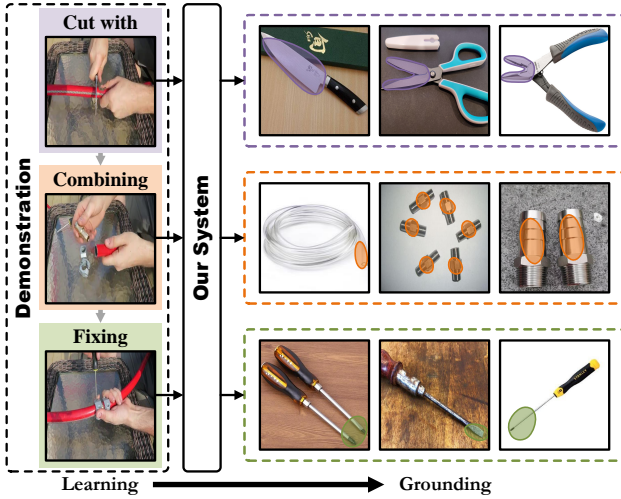 Cut with
Combining
Fixing
Demonstration
Our System
Learning
Grounding